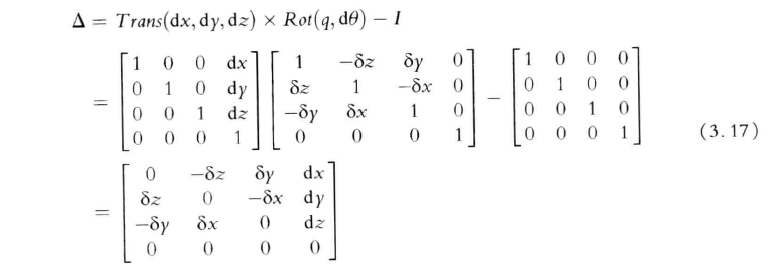 Δ = Trans(dx, dy, dz) × Rot(q, dθ) − I
= [1 0 0 dx; 0 1 0 dy; 0 0 1 dz; 0 0 0 1] [1 −δz δy 0; δz 1 −δx 0; −δy δx 1 0; 0 0 0 1] − [1 0 0 0; 0 1 0 0; 0 0 1 0; 0 0 0 1] (3.17)
= [0 −δz δy dx; δz 0 −δx dy; −δy δx 0 dz; 0 0 0 0]